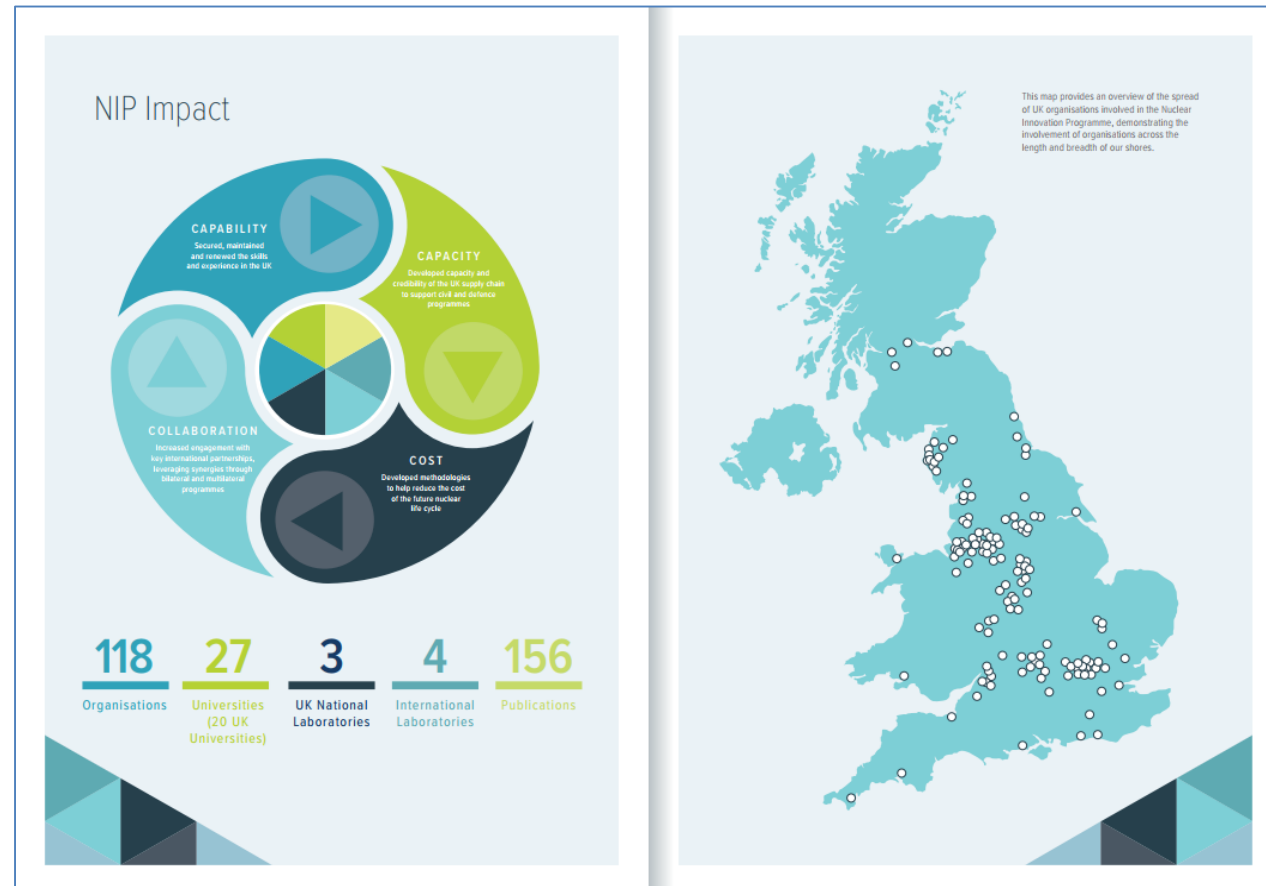 NIP Impact
CAPABILITY
Secured, maintained
and renewed the skills
and experience in the UK
CAPACITY
Developed capacity and
credibility of the UK supply chain
to support civil and defence
programmes
COLLABORATION
Increased engagement with
key international partnerships,
leveraging synergies through
bilateral and multilateral
programmes
COST
Developed methodologies
to help reduce the cost
of the future nuclear
life cycle
118
Organisations
27
Universities
(20 UK
Universities)
3
UK National
Laboratories
4
International
Laboratories
156
Publications
This map provides an overview of the spread
of UK organisations involved in the Nuclear
Innovation Programme, demonstrating the
involvement of organisations across the
length and breadth of our shores.